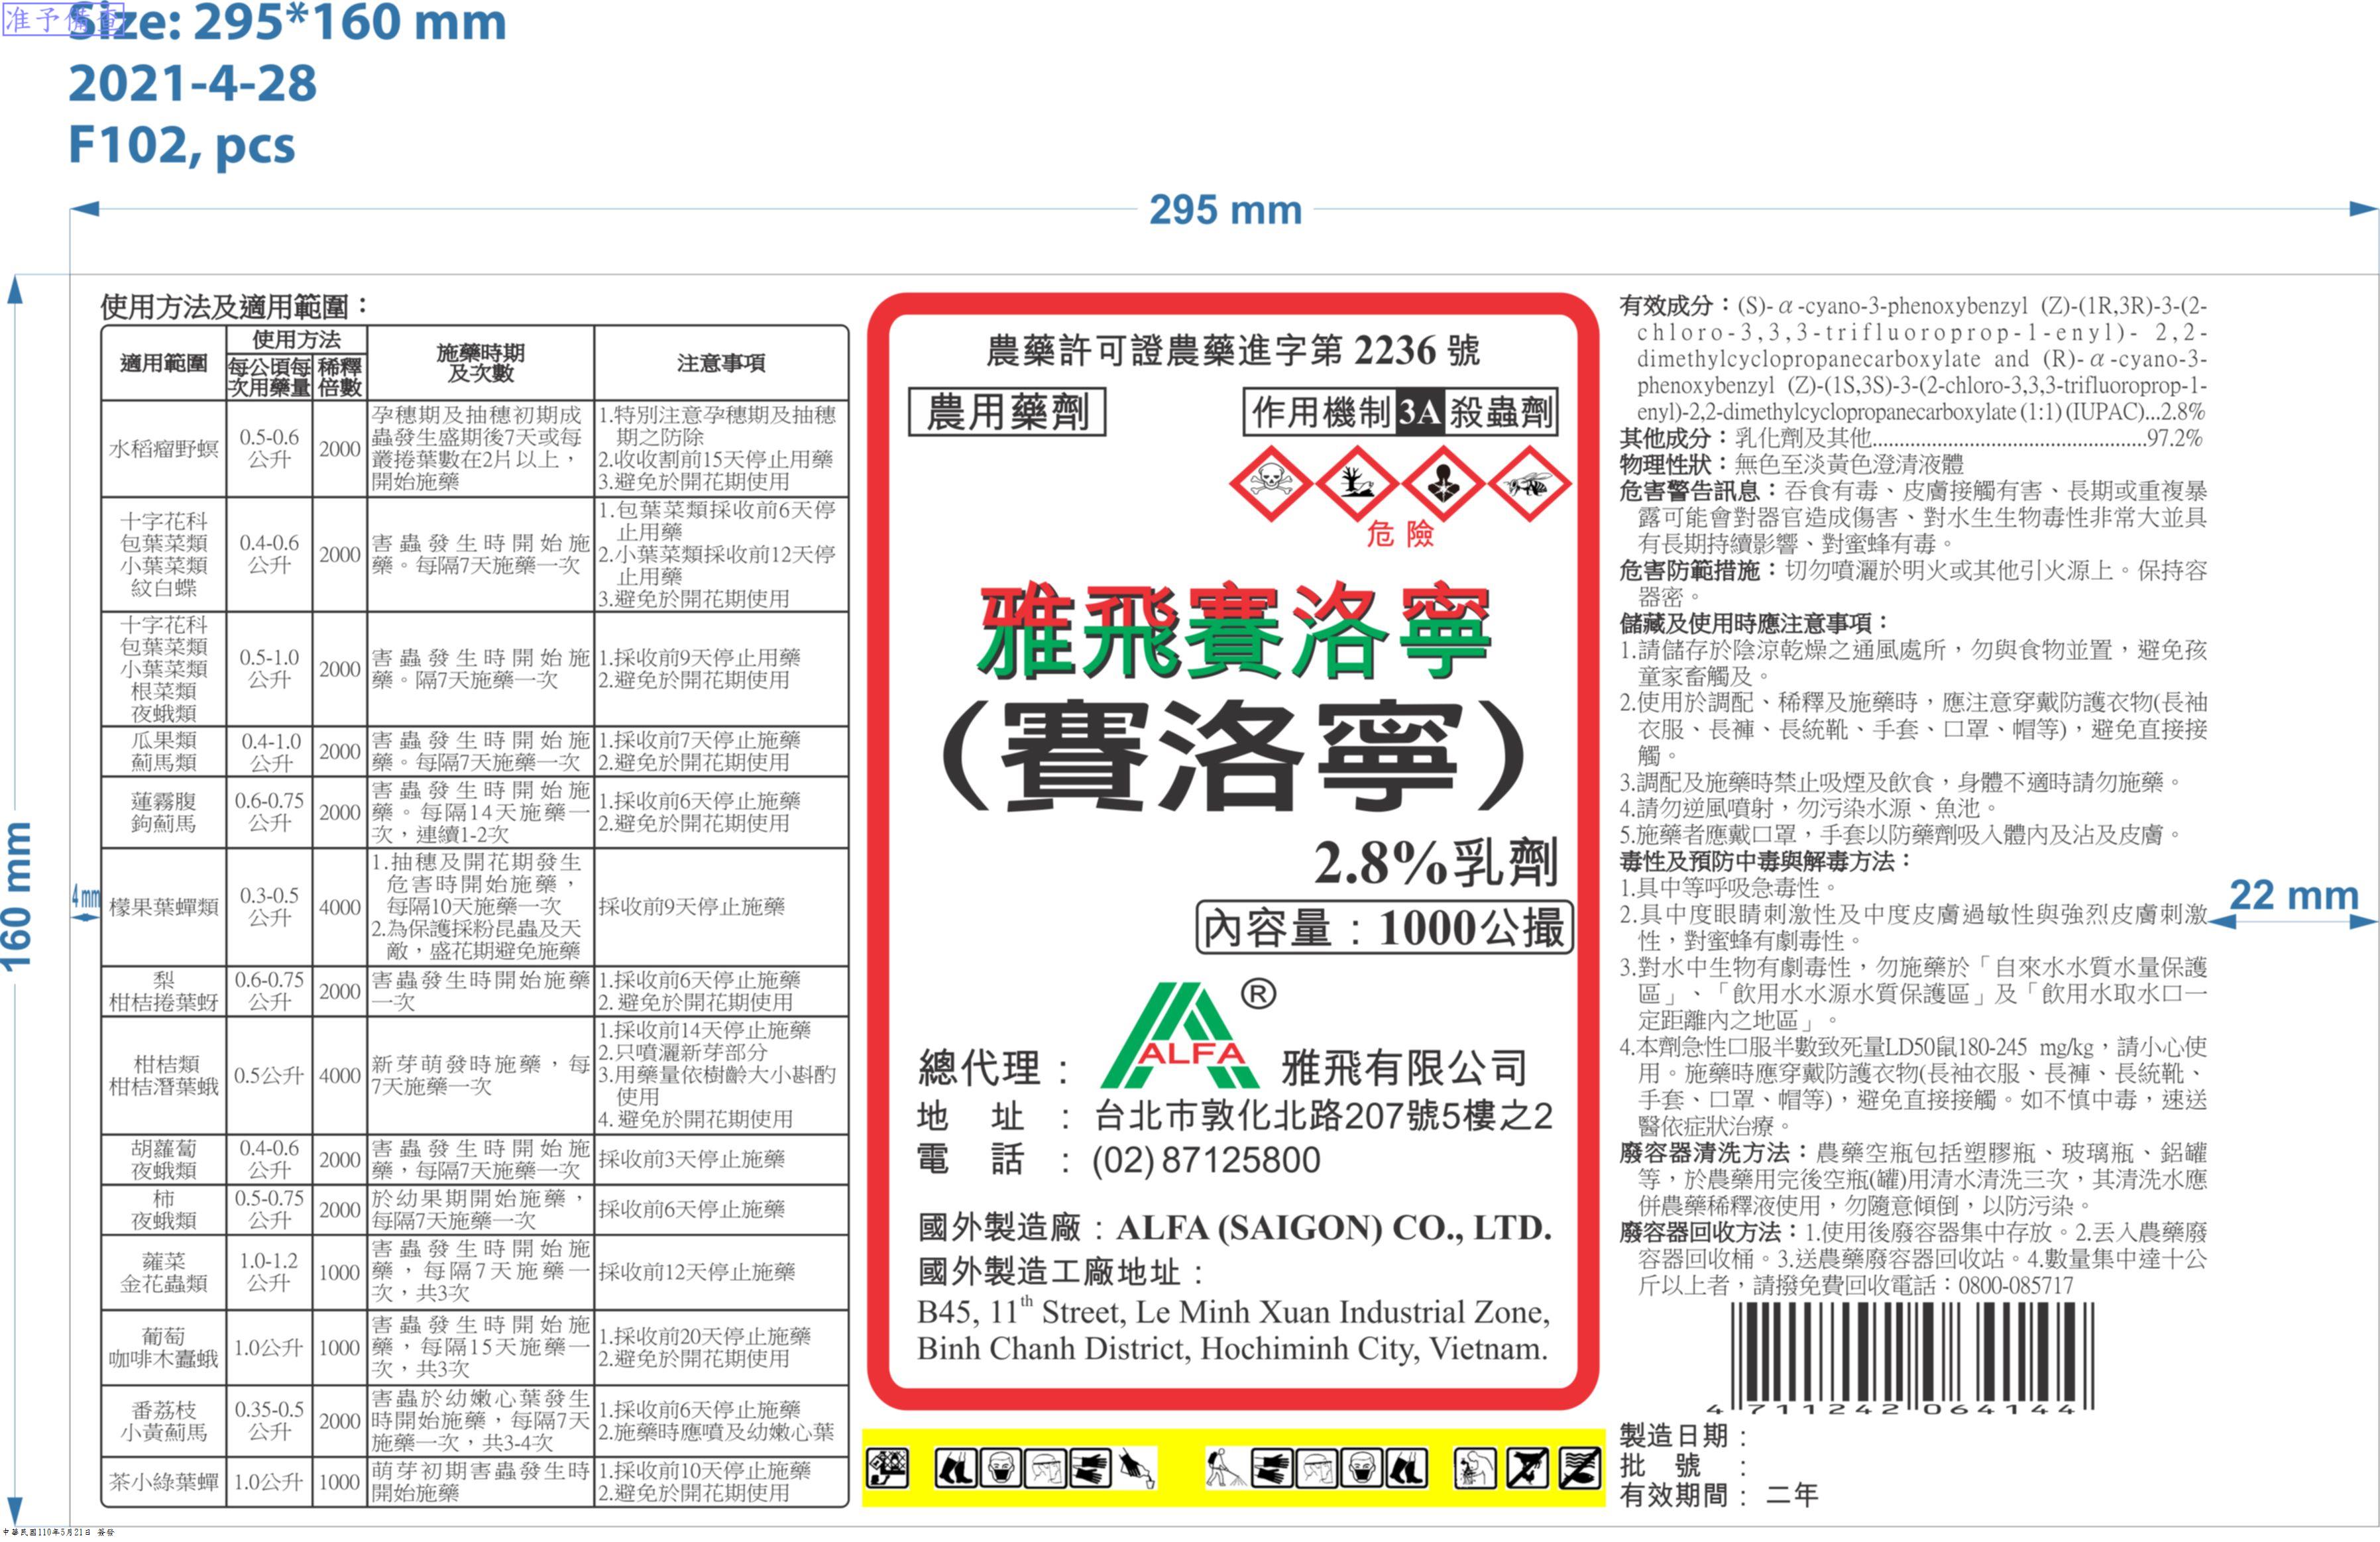 准予備查
Size: 295*160 mm
2021-4-28
F102, pcs
295 mm
160 mm
4 mm
22 mm
使用方法及適用範圍：
適用範圍
使用方法
每公頃每
次用藥量
稀釋
倍數
施藥時期
及次數
注意事項
水稻瘤野螟
0.5-0.6
公升
2000
孕穗期及抽穗初期成
蟲發生盛期後7天或每
叢捲葉數在2片以上，
開始施藥
1.特別注意孕穗期及抽穗
期之防除
2.收收割前15天停止用藥
3.避免於開花期使用
十字花科
包葉菜類
小葉菜類
紋白蝶
0.4-0.6
公升
2000
害蟲發生時開始施
藥。每隔7天施藥一次
1.包葉菜類採收前6天停
止用藥
2.小葉菜類採收前12天停
止用藥
3.避免於開花期使用
十字花科
包葉菜類
小葉菜類
根菜類
夜蛾類
0.5-1.0
公升
2000
害蟲發生時開始施
藥。隔7天施藥一次
1.採收前9天停止用藥
2.避免於開花期使用
瓜果類
薊馬類
0.4-1.0
公升
2000
害蟲發生時開始施
藥。每隔7天施藥一次
1.採收前7天停止施藥
2.避免於開花期使用
蓮霧腹
鉤薊馬
0.6-0.75
公升
2000
害蟲發生時開始施
藥。每隔14天施藥一
次，連續1-2次
1.採收前6天停止施藥
2.避免於開花期使用
檬果葉蟬類
0.3-0.5
公升
4000
1.抽穗及開花期發生
危害時開始施藥，
每隔10天施藥一次
2.為保護採粉昆蟲及天
敵，盛花期避免施藥
採收前9天停止施藥
梨
柑桔捲葉蚜
0.6-0.75
公升
2000
害蟲發生時開始施藥
一次
1.採收前6天停止施藥
2.避免於開花期使用
柑桔類
柑桔潛葉蛾
0.5公升
4000
新芽萌發時施藥，每
7天施藥一次
1.採收前14天停止施藥
2.只噴灑新芽部分
3.用藥量依樹齡大小斟酌
使用
4.避免於開花期使用
胡蘿蔔
夜蛾類
0.4-0.6
公升
2000
害蟲發生時開始施
藥，每隔7天施藥一次
採收前3天停止施藥
柿
夜蛾類
0.5-0.75
公升
2000
於幼果期開始施藥，
每隔7天施藥一次
採收前6天停止施藥
蕹菜
金花蟲類
1.0-1.2
公升
1000
害蟲發生時開始施
藥，每隔7天施藥一
次，共3次
採收前12天停止施藥
葡萄
咖啡木蠹蛾
1.0公升
1000
害蟲發生時開始施
藥，每隔15天施藥一
次，共3次
1.採收前20天停止施藥
2.避免於開花期使用
番荔枝
小黃薊馬
0.35-0.5
公升
2000
害蟲於幼嫩心葉發生
時開始施藥，每隔7天
施藥一次，共3-4次
1.採收前6天停止施藥
2.施藥時應噴及幼嫩心葉
茶小綠葉蟬
1.0公升
1000
萌芽初期害蟲發生時
開始施藥
1.採收前10天停止施藥
2.避免於開花期使用
農藥許可證農藥進字第 2236 號
農用藥劑
作用機制 3A 殺蟲劑
危險
雅飛賽洛寧
（賽洛寧）
2.8%乳劑
內容量：1000公撮
ALFA ®
總代理：雅飛有限公司
地 址：台北市敦化北路207號5樓之2
電 話：(02) 87125800
國外製造廠：ALFA (SAIGON) CO., LTD.
國外製造工廠地址：
B45, 11th Street, Le Minh Xuan Industrial Zone,
Binh Chanh District, Hochiminh City, Vietnam.
有效成分：(S)-α-cyano-3-phenoxybenzyl (Z)-(1R,3R)-3-(2-
chloro-3,3,3-trifluoroprop-1-enyl)- 2,2-
dimethylcyclopropanecarboxylate and (R)-α-cyano-3-
phenoxybenzyl (Z)-(1S,3S)-3-(2-chloro-3,3,3-trifluoroprop-1-
enyl)-2,2-dimethylcyclopropanecarboxylate (1:1) (IUPAC)...2.8%
其他成分：乳化劑及其他................................................97.2%
物理性狀：無色至淡黃色澄清液體
危害警告訊息：吞食有毒、皮膚接觸有害、長期或重複暴
露可能會對器官造成傷害、對水生生物毒性非常大並具
有長期持續影響、對蜜蜂有毒。
危害防範措施：切勿噴灑於明火或其他引火源上。保持容
器密。
儲藏及使用時應注意事項：
1.請儲存於陰涼乾燥之通風處所，勿與食物並置，避免孩
童家畜觸及。
2.使用於調配、稀釋及施藥時，應注意穿戴防護衣物(長袖
衣服、長褲、長統靴、手套、口罩、帽等)，避免直接接
觸。
3.調配及施藥時禁止吸煙及飲食，身體不適時請勿施藥。
4.請勿逆風噴射，勿污染水源、魚池。
5.施藥者應戴口罩，手套以防藥劑吸入體內及沾及皮膚。
毒性及預防中毒與解毒方法：
1.具中等呼吸急毒性。
2.具中度眼睛刺激性及中度皮膚過敏性與強烈皮膚刺激
性，對蜜蜂有劇毒性。
3.對水中生物有劇毒性，勿施藥於「自來水水質水量保護
區」、「飲用水水源水質保護區」及「飲用水取水口一
定距離內之地區」。
4.本劑急性口服半數致死量LD50鼠180-245 mg/kg，請小心使
用。施藥時應穿戴防護衣物(長袖衣服、長褲、長統靴、
手套、口罩、帽等)，避免直接接觸。如不慎中毒，速送
醫依症狀治療。
廢容器清洗方法：農藥空瓶包括塑膠瓶、玻璃瓶、鋁罐
等，於農藥用完後空瓶(罐)用清水清洗三次，其清洗水應
併農藥稀釋液使用，勿隨意傾倒，以防污染。
廢容器回收方法：1.使用後廢容器集中存放。2.丟入農藥廢
容器回收桶。3.送農藥廢容器回收站。4.數量集中達十公
斤以上者，請撥免費回收電話：0800-085717
4 711242 064144
製造日期：
批 號：
有效期間：二年
中華民國110年5月21日 簽發